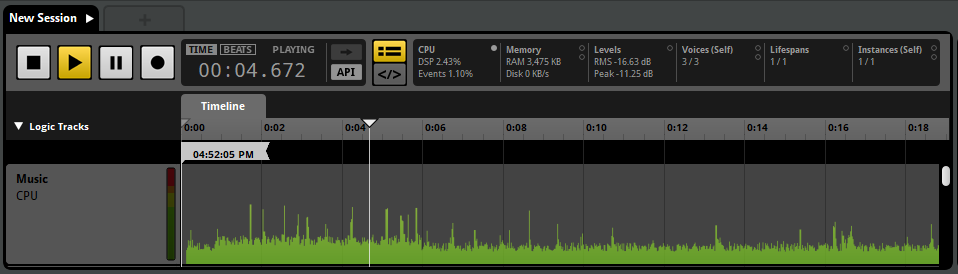 New Session
+
TIME BEATS PLAYING
00:04.672
API
</>
CPU
DSP 2.43%
Events 1.10%
Memory
RAM 3,475 KB
Disk 0 KB/s
Levels
RMS -16.63 dB
Peak -11.25 dB
Voices (Self)
3 / 3
Lifespans
1 / 1
Instances (Self)
1 / 1
Timeline
Logic Tracks
0:00 0:02 0:04 0:06 0:08 0:10 0:12 0:14 0:16 0:18
04:52:05 PM
Music
CPU